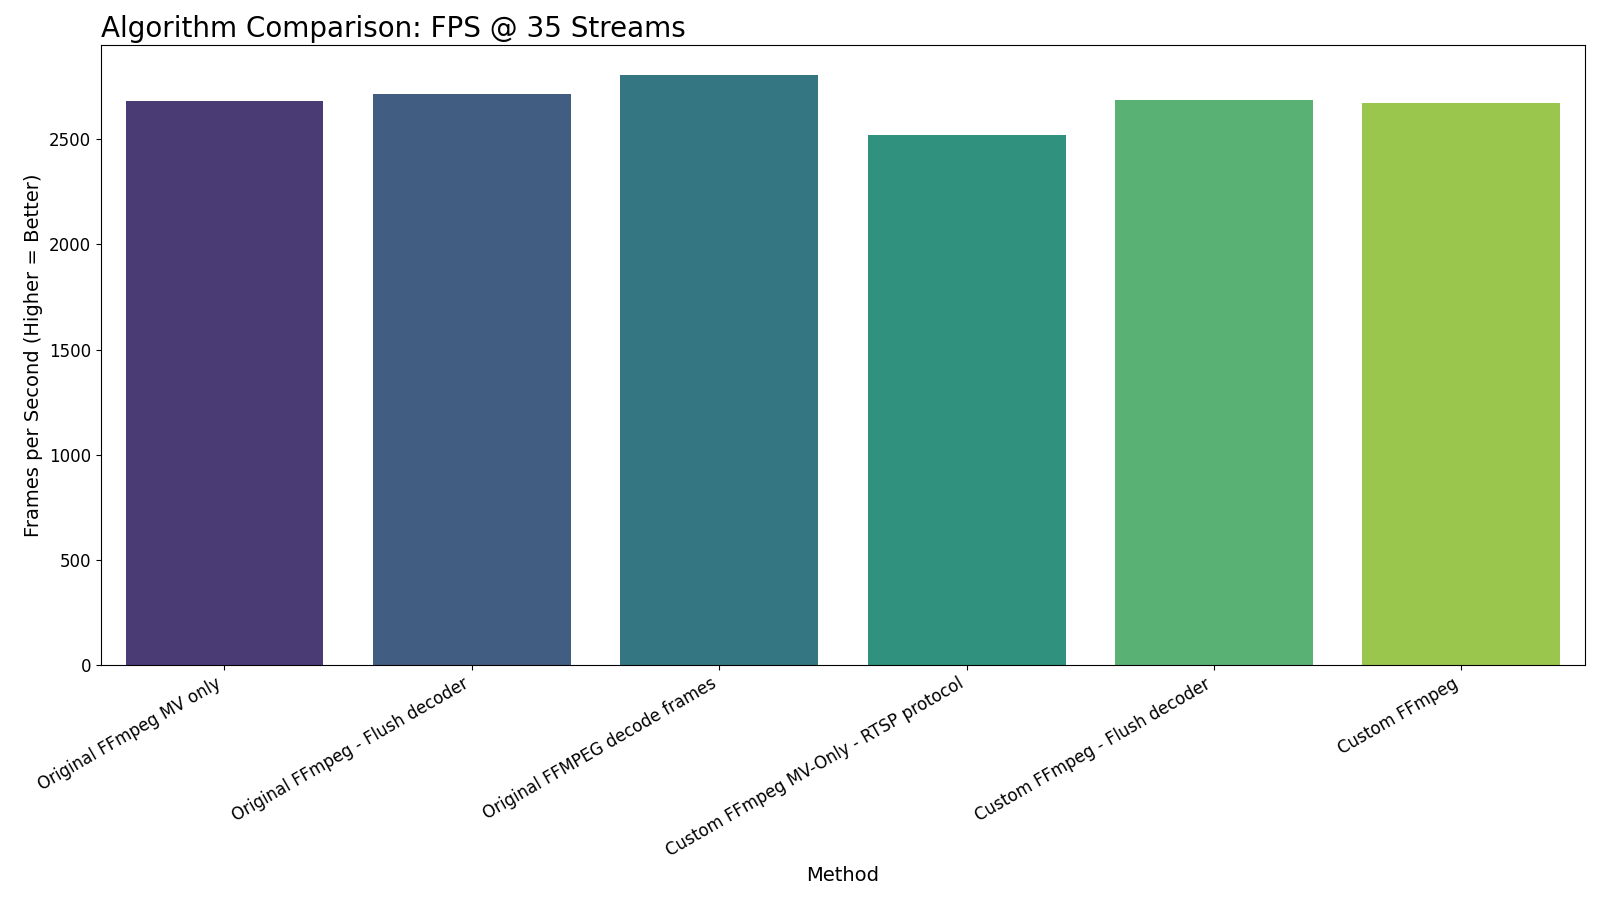 Algorithm Comparison: FPS @ 35 Streams
Frames per Second (Higher = Better)
2500
2000
1500
1000
500
0
Original FFmpeg MV only
Original FFmpeg - Flush decoder
Original FFMPEG decode frames
Custom FFmpeg MV-Only - RTSP protocol
Custom FFmpeg - Flush decoder
Custom FFmpeg
Method